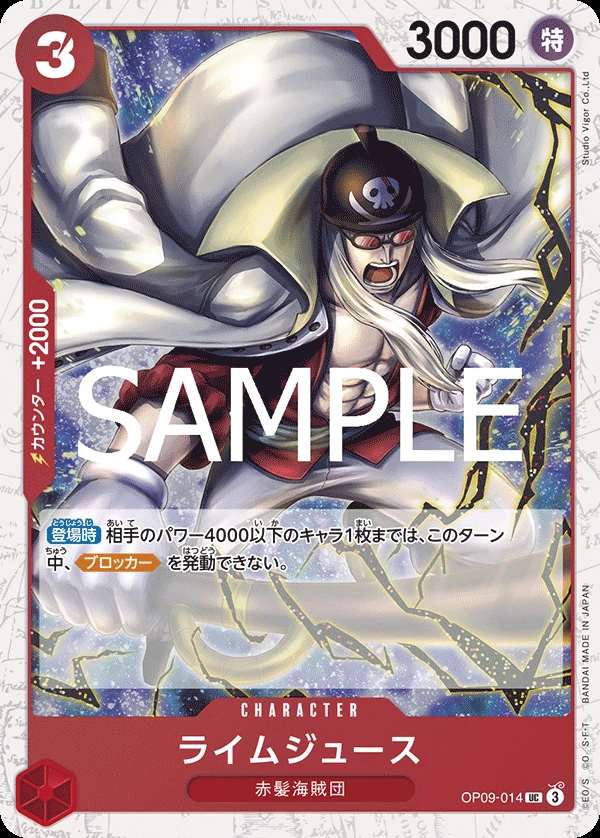 3
3000
特
Studio Vigor Co.,Ltd
カウンター +2000
SAMPLE
登場時 相手のパワー4000以下のキャラ1枚までは、このターン
中、ブロッカー を発動できない。
CHARACTER
ライムジュース
赤髪海賊団
OP09-014 UC 3
©E.O./S. ©O./S.・F・T BANDAI MADE IN JAPAN